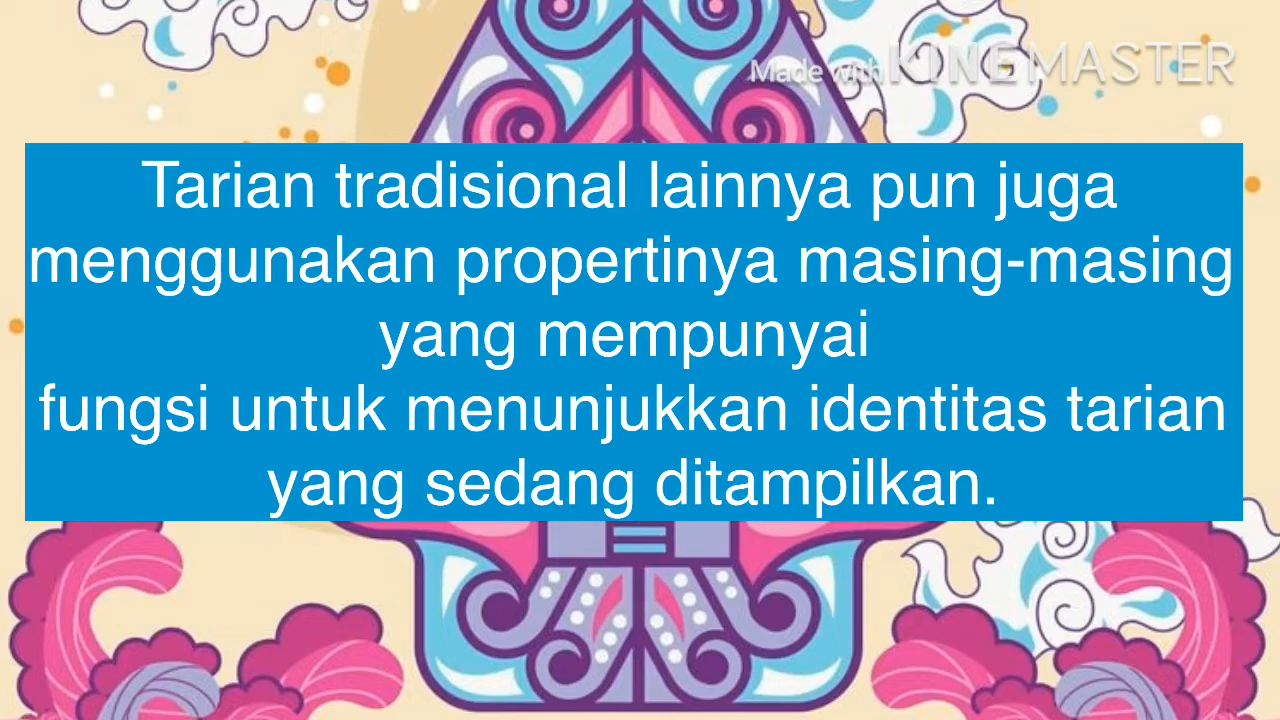 Made with KINEMASTER
Tarian tradisional lainnya pun juga
menggunakan propertinya masing-masing
yang mempunyai
fungsi untuk menunjukkan identitas tarian
yang sedang ditampilkan.